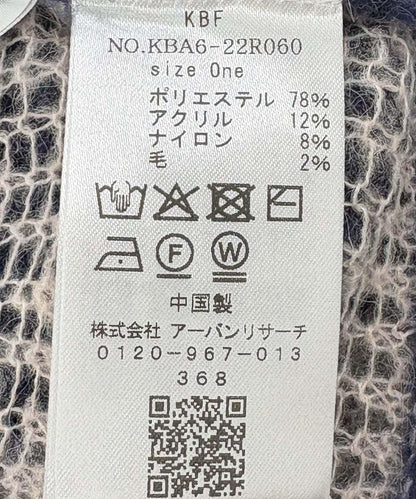 KBF
NO.KBA6-22R060
size One
ポリエステル 78%
アクリル 12%
ナイロン 8%
毛 2%
F W
中国製
株式会社 アーバンリサーチ
0120-967-013
368